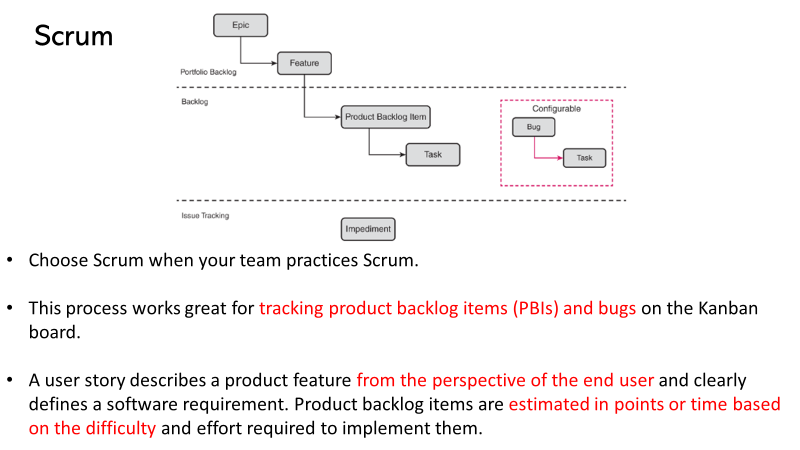 Scrum
Epic
Feature
Portfolio Backlog
Backlog
Configurable
Product Backlog Item
Bug
Task
Task
Issue Tracking
Impediment
• Choose Scrum when your team practices Scrum.
• This process works great for tracking product backlog items (PBIs) and bugs on the Kanban
board.
• A user story describes a product feature from the perspective of the end user and clearly
defines a software requirement. Product backlog items are estimated in points or time based
on the difficulty and effort required to implement them.